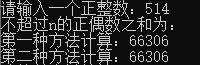 请输入一个正整数：514
不超过n的正偶数之和为：
第一种方法计算：66306
第二种方法计算：66306